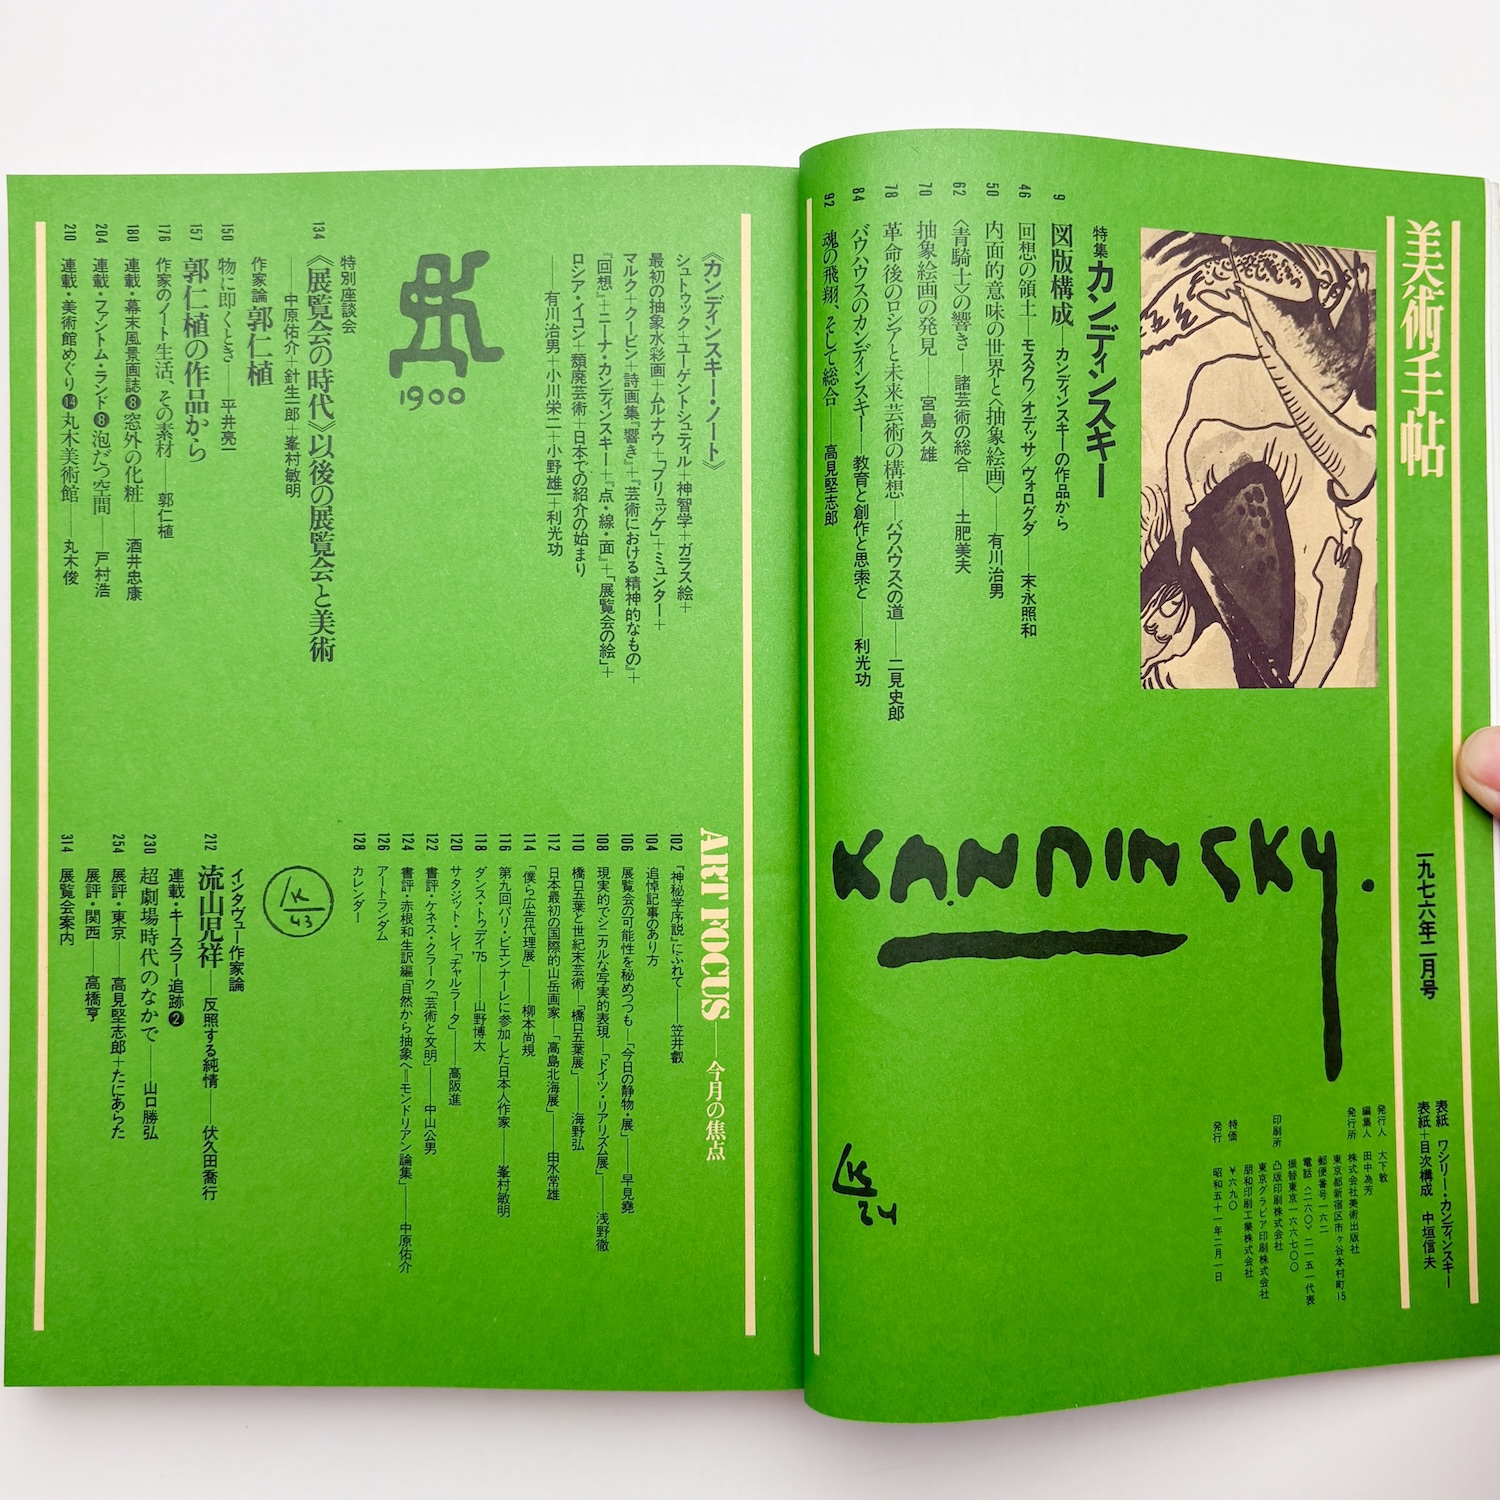 美術手帖
一九七六年二月号
表紙 ワシリー・カンディンスキー
表紙＋目次構成 中垣信夫
発行人 大下敦
編集人 田中為芳
発行所 株式会社美術出版社
東京都新宿区市ヶ谷本村町15
郵便番号一六二
電話〈二六〇〉二一五一代表
振替東京一六六七〇〇
印刷所 凸版印刷株式会社
東京グラビア印刷株式会社
朋和印刷工業株式会社
特価 ￥六九〇
発行 昭和五十一年二月一日
特集 カンディンスキー
9 図版構成―カンディンスキーの作品から
46 回想の領土―モスクワ／オデッサ／ヴォログダ――末永照和
50 内面的意味の世界と〈抽象絵画〉――有川治男
62 〈青騎士〉の響き―諸芸術の総合――土肥美夫
70 抽象絵画の発見――宮島久雄
78 革命後のロシアと未来芸術の構想―バウハウスへの道――二見史郎
84 バウハウスのカンディンスキー――教育と創作と思索と――利光功
92 魂の飛翔、そして総合――高見堅志郎
KANDINSKY.
K 24
《カンディンスキー・ノート》
シュトゥック＋ユーゲントシュティル＋神智学＋ガラス絵＋
最初の抽象水彩画＋ムルナウ＋「ブリュッケ」＋ミュンター＋
マルク＋クービン＋詩画集『響き』＋『芸術における精神的なもの』＋
『回想』＋ニーナ・カンディンスキー＋『点・線・面』＋「展覧会の絵」＋
ロシア・イコン＋頽廃芸術＋日本での紹介の始まり
――有川治男＋小川栄二＋小野雄一＋利光功
1900
特別座談会
134 《展覧会の時代》以後の展覧会と美術
――中原佑介＋針生一郎＋峯村敏明
作家論 郭仁植
150 物に即くとき――平井亮一
157 郭仁植の作品から
176 作家のノート 生活、その素材――郭仁植
180 連載・幕末風景画誌❽窓外の化粧 酒井忠康
204 連載・ファントム・ランド❽泡だつ空間――戸村浩
210 連載・美術館めぐり⓮丸木美術館――丸木俊
ART FOCUS――今月の焦点
102 『神秘学序説』にふれて――笠井叡
104 追悼記事のあり方
106 展覧会の可能性を秘めつつも―「今日の静物・展」――早見堯
108 現実的でシニカルな写実的表現―「ドイツ・リアリズム展」――浅野徹
110 橋口五葉と世紀末芸術―「橋口五葉展」――海野弘
112 日本最初の国際的山岳画家―「高島北海展」――由水常雄
114 「僕ら広告代理展」――柳本尚規
116 第九回パリ・ビエンナーレに参加した日本人作家――峯村敏明
118 ダンス・トゥデイ'75――山野博大
120 サタジット・レイ「チャルラータ」――高阪進
122 書評・ケネス・クラーク「芸術と文明」――中山公男
124 書評・赤根和生訳編「自然から抽象へ＝モンドリアン論集」――中原佑介
126 アートランダム
128 カレンダー
K 43
インタヴュー作家論
212 流山児祥――反照する純情――伏久田喬行
連載・キースラー追跡❷
230 超劇場時代のなかで――山口勝弘
254 展評・東京――高見堅志郎＋たにあらた
展評・関西――高橋亨
314 展覧会案内